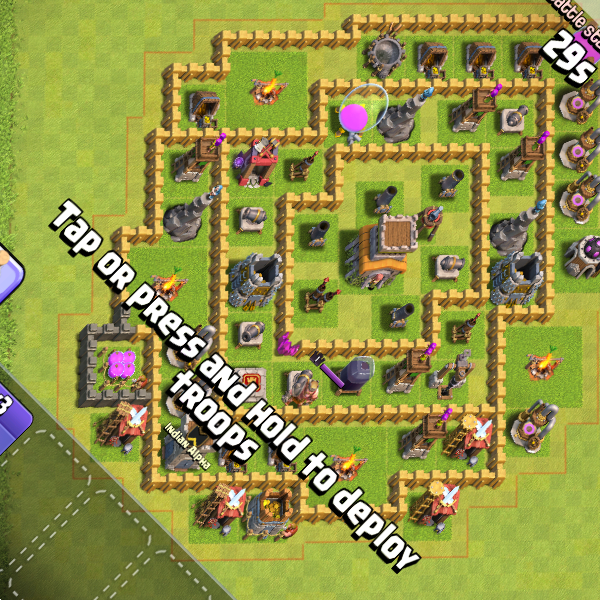 29s
Tap or press and hold to deploy
troops
Indian Alpha